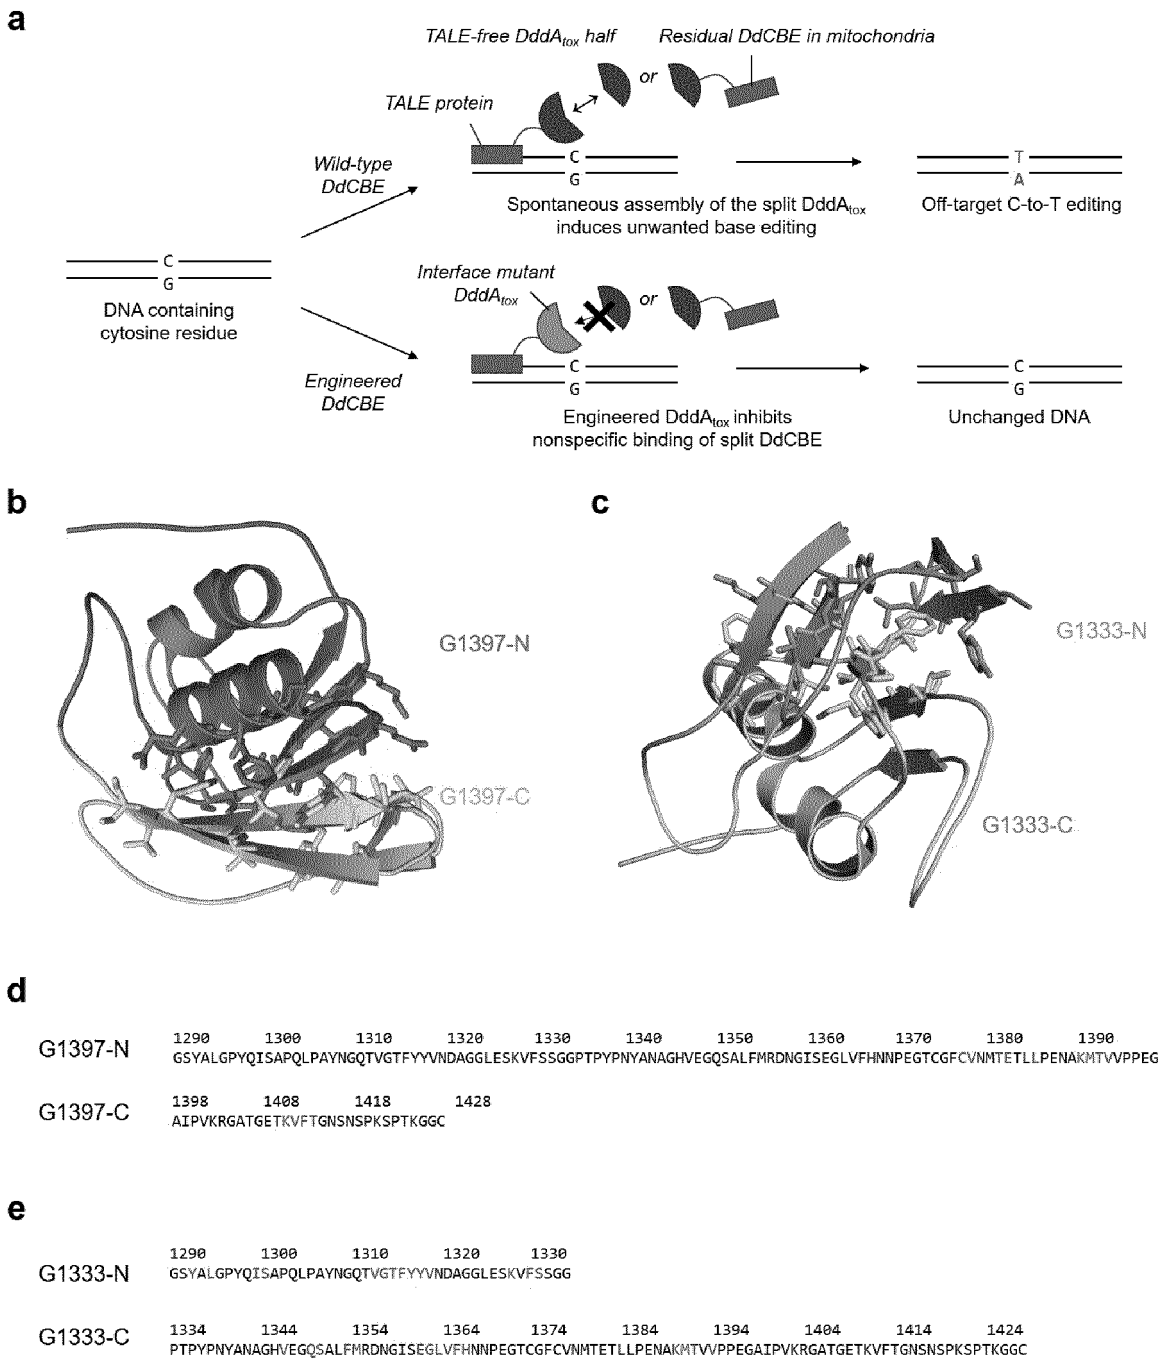 a
TALE-free DddAtox half
or
Residual DdCBE in mitochondria
TALE protein
Wild-type
DdCBE
C
G
Spontaneous assembly of the split DddAtox
induces unwanted base editing
T
A
Off-target C-to-T editing
C
G
DNA containing
cytosine residue
Interface mutant
DddAtox
or
Engineered
DdCBE
C
G
Engineered DddAtox inhibits
nonspecific binding of split DdCBE
C
G
Unchanged DNA
b
G1397-N
G1397-C
c
G1333-N
G1333-C
d
G1397-N
1290 1300 1310 1320 1330 1340 1350 1360 1370 1380 1390
GSYALGPYQISAPQLPAYNGQTVGTFYYVNDAGGLESKVFSSGGPTPYPNYANAGHVEGQSALFMRDNGISEGLVFHNNPEGTCGFCVNMTETLLPENAKMTVVPPEG
G1397-C
1398 1408 1418 1428
AIPVKRGATGETKVFTGNSNSPKSPTKGGC
e
G1333-N
1290 1300 1310 1320 1330
GSYALGPYQISAPQLPAYNGQTVGTFYYVNDAGGLESKVFSSGG
G1333-C
1334 1344 1354 1364 1374 1384 1394 1404 1414 1424
PTPYPNYANAGHVEGQSALFMRDNGISEGLVFHNNPEGTCGFCVNMTETLLPENAKMTVVPPEGAIPVKRGATGETKVFTGNSNSPKSPTKGGC